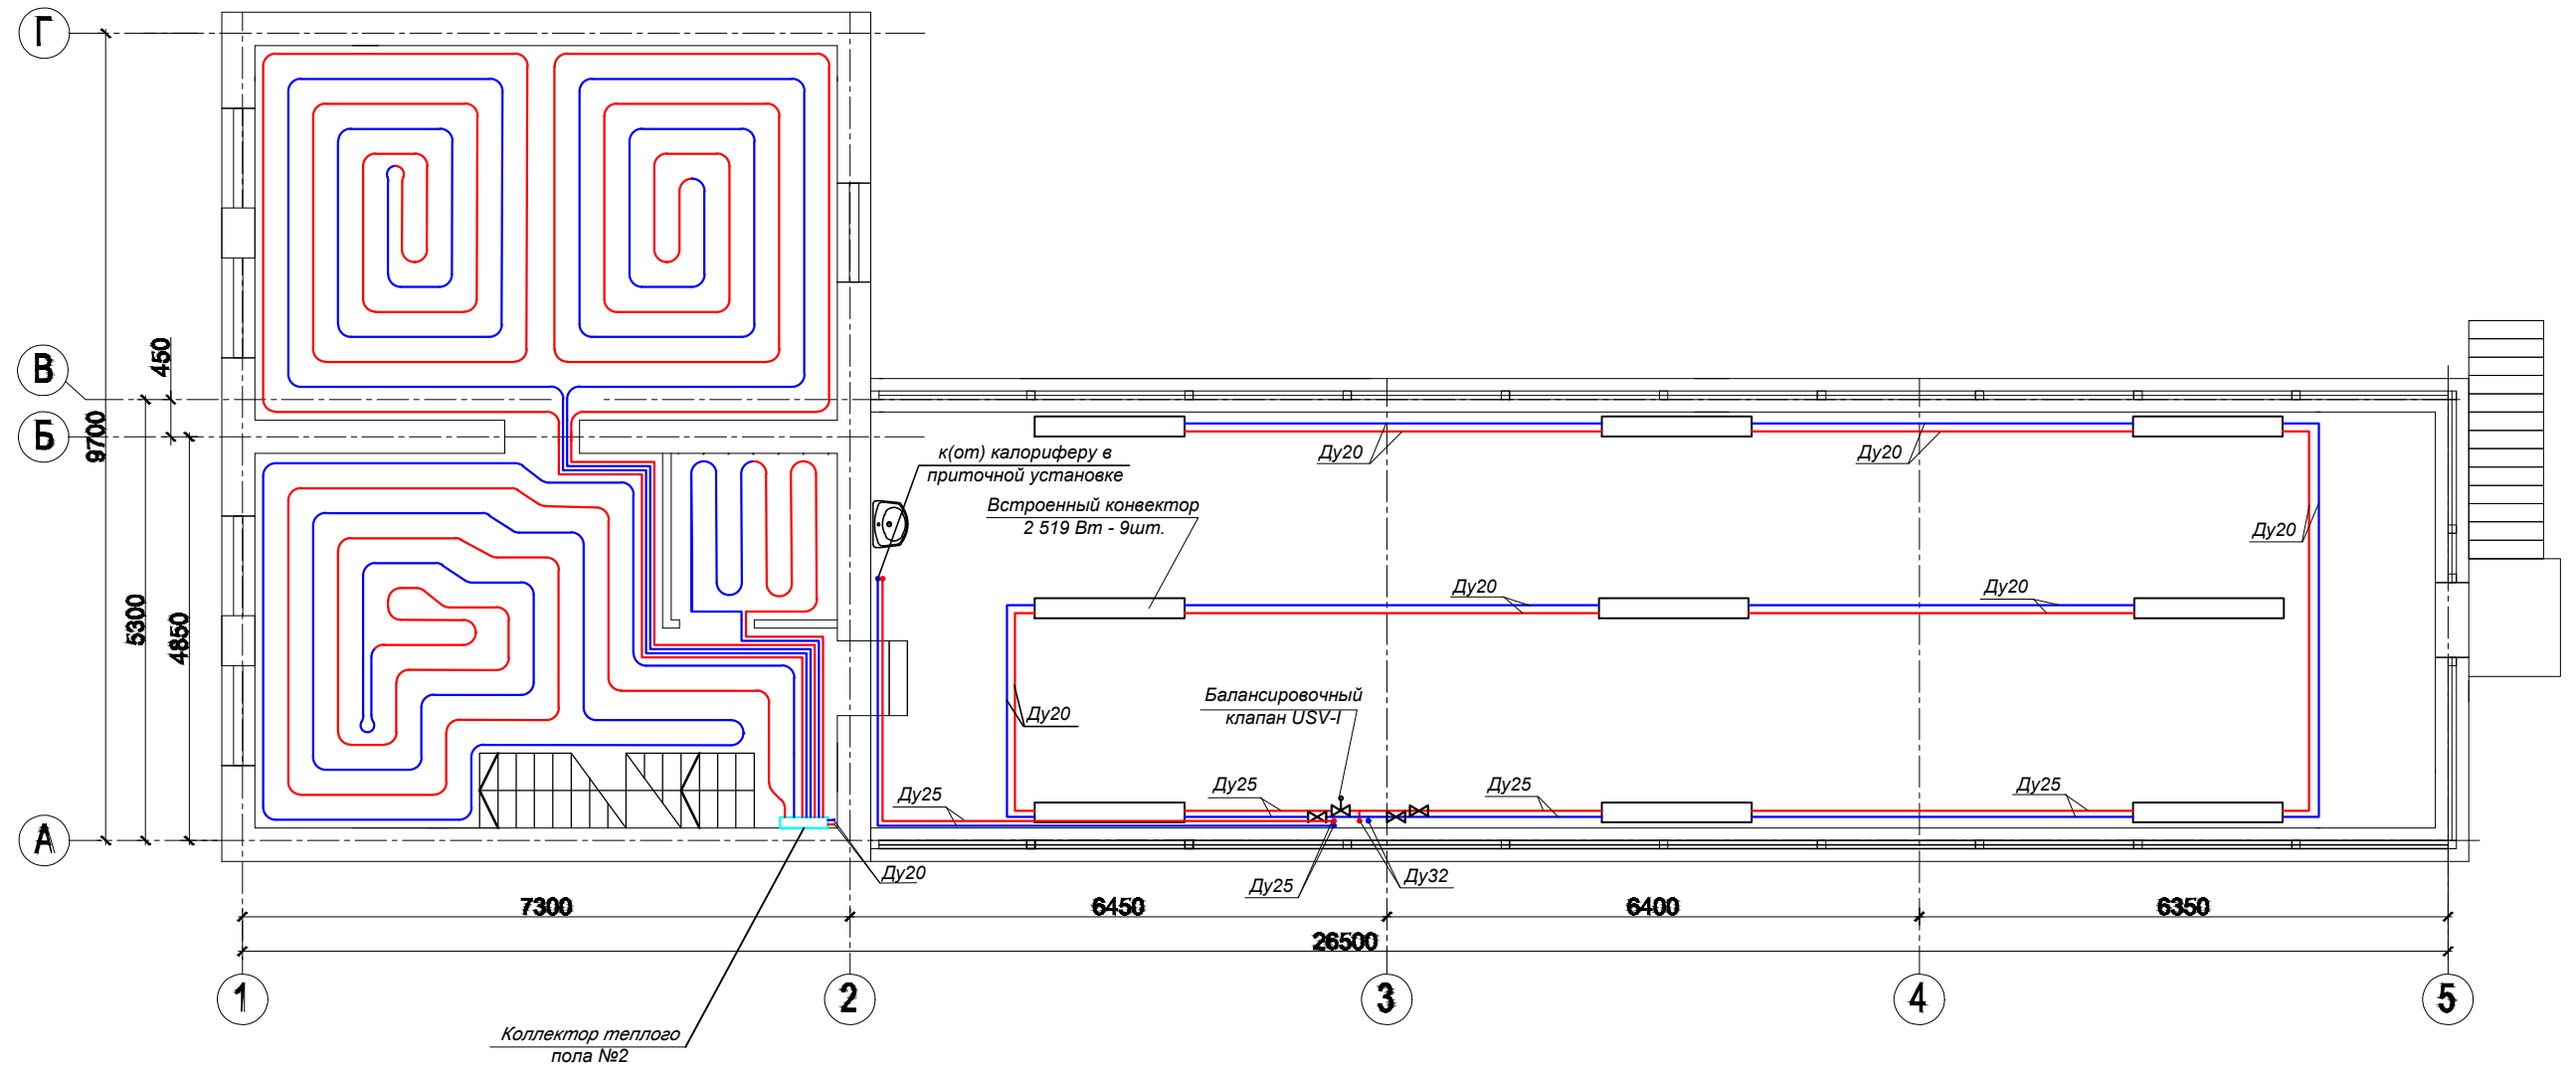 Г
В
Б
А
450
9700
5300
4850
к(от) калориферу в
приточной установке
Встроенный конвектор
2 519 Вт - 9шт.
Ду20
Ду20
Ду20
Ду20
Ду20
Ду20
Балансировочный
клапан USV-I
Ду25
Ду25
Ду25
Ду25
Ду20
Ду25
Ду32
7300
6450
6400
6350
26500
1
2
3
4
5
Коллектор теплого
пола №2